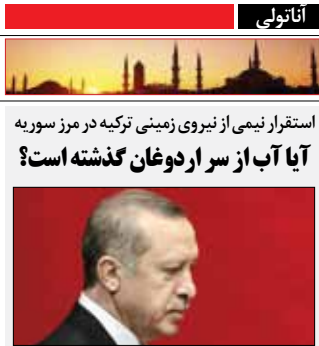 آناتولی
استقرار نیمی از نیروی زمینی ترکیه در مرز سوریه
آیا آب از سر اردوغان گذشته است؟